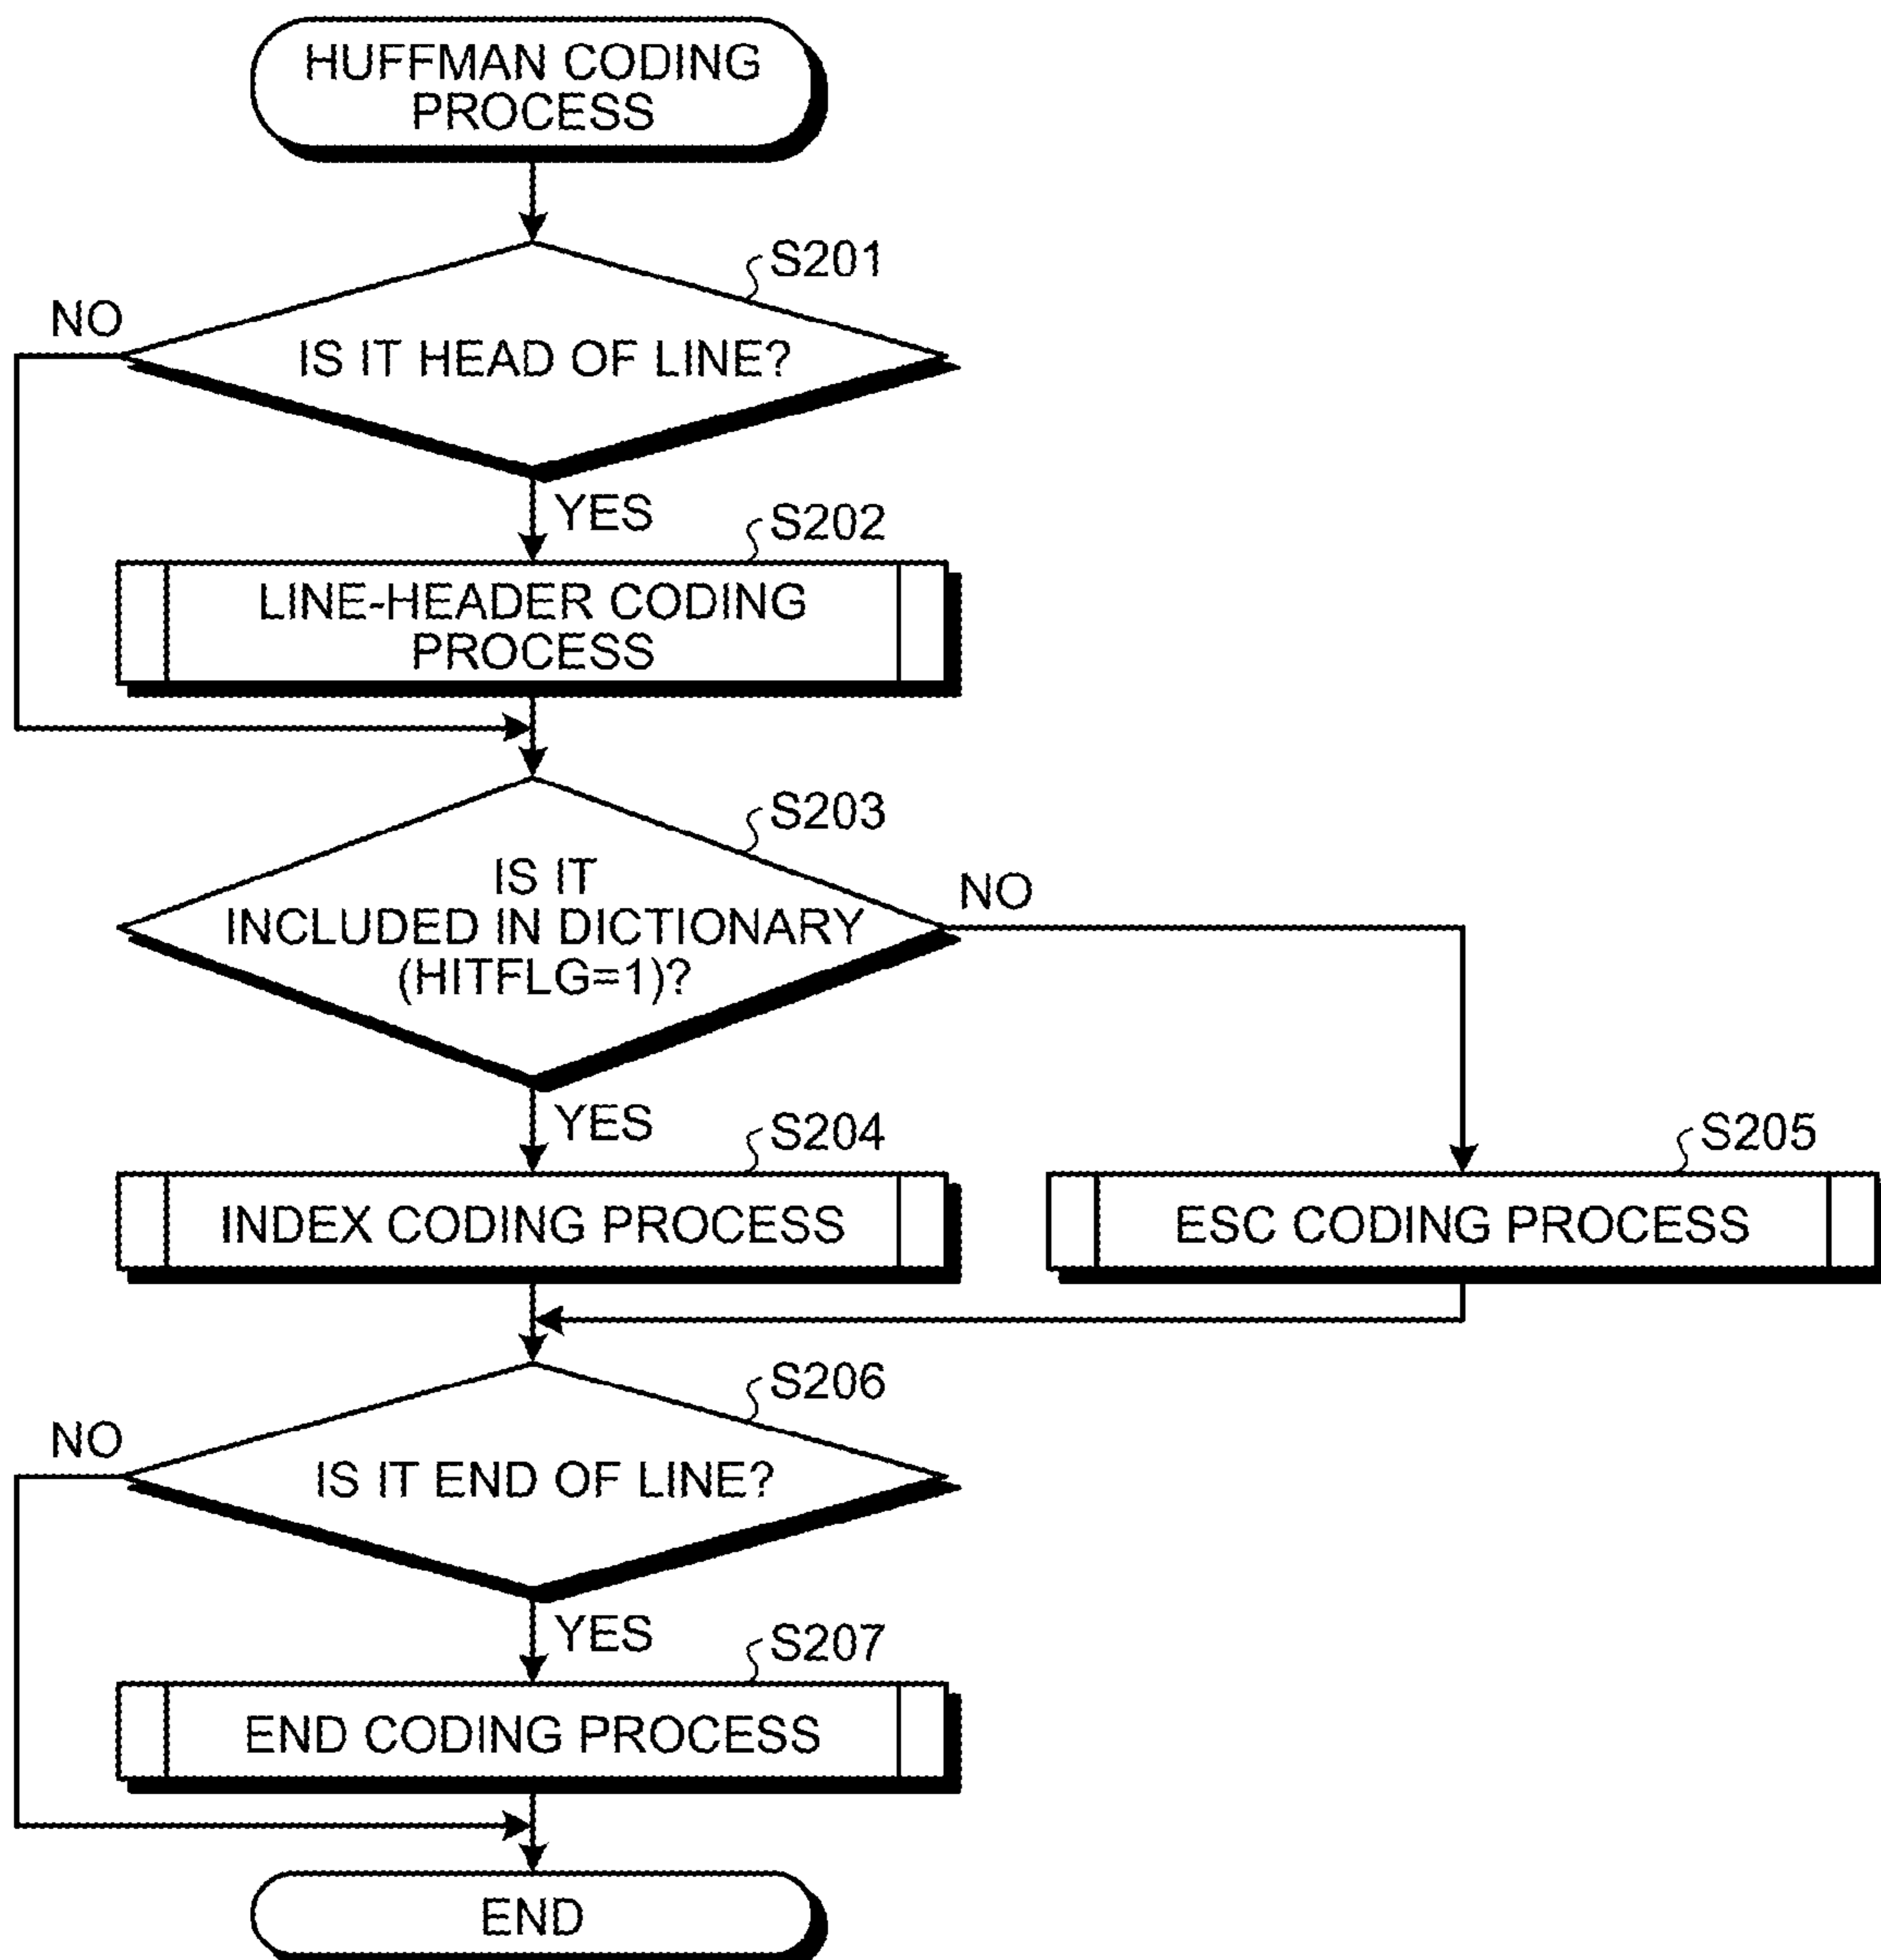 HUFFMAN CODING
PROCESS
S201
NO
IS IT HEAD OF LINE?
YES
S202
LINE-HEADER CODING
PROCESS
S203
IS IT
INCLUDED IN DICTIONARY
(HITFLG=1)?
NO
YES
S204
S205
INDEX CODING PROCESS
ESC CODING PROCESS
S206
NO
IS IT END OF LINE?
YES
S207
END CODING PROCESS
END